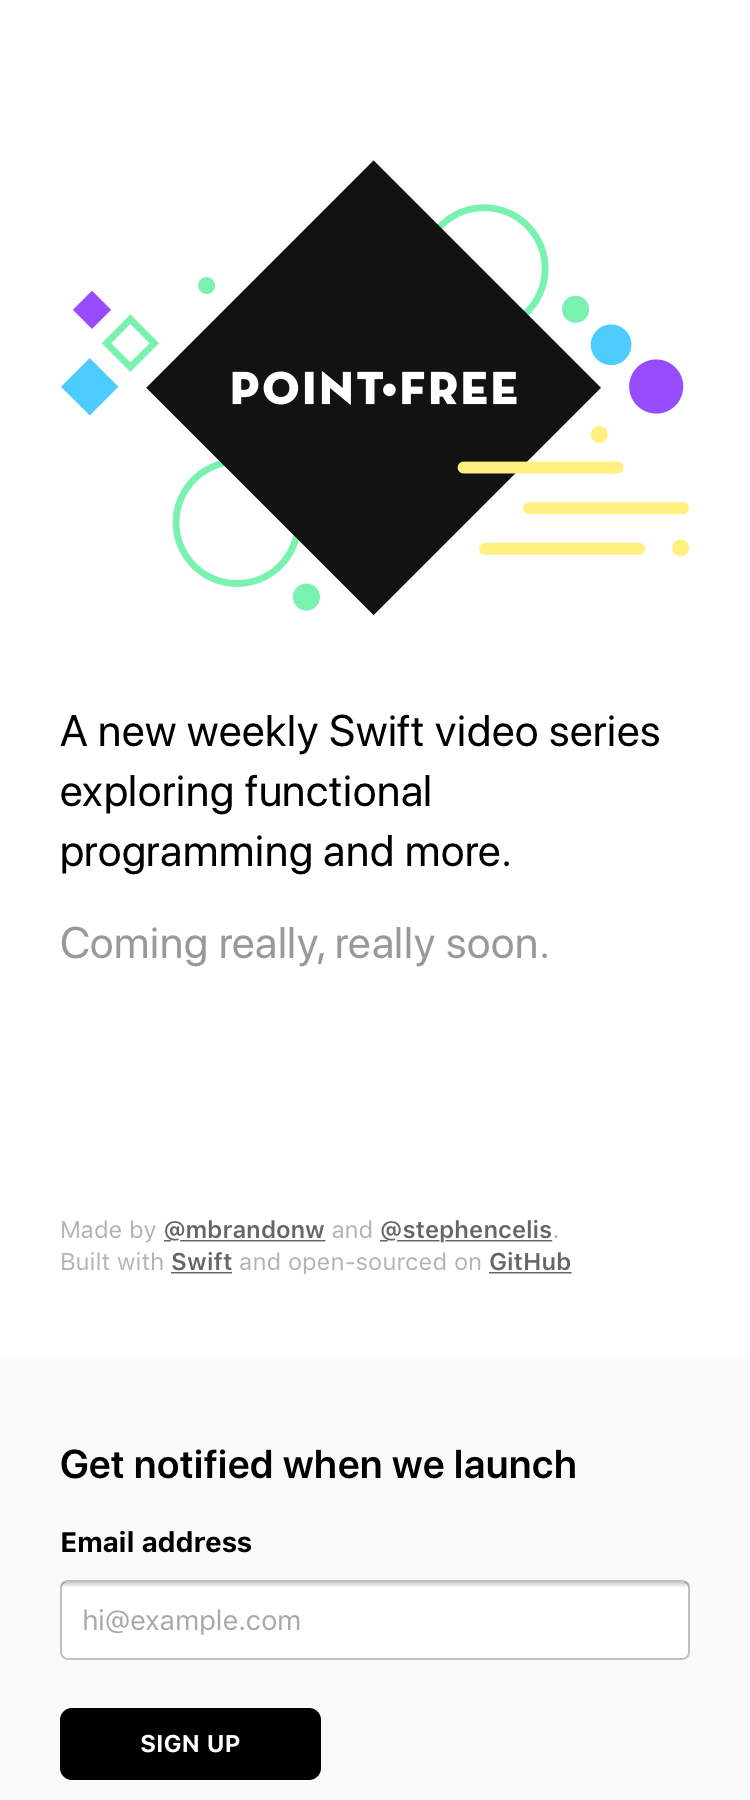 POINT•FREE
A new weekly Swift video series
exploring functional
programming and more.
Coming really, really soon.
Made by @mbrandonw and @stephencelis.
Built with Swift and open-sourced on GitHub
Get notified when we launch
Email address
hi@example.com
SIGN UP